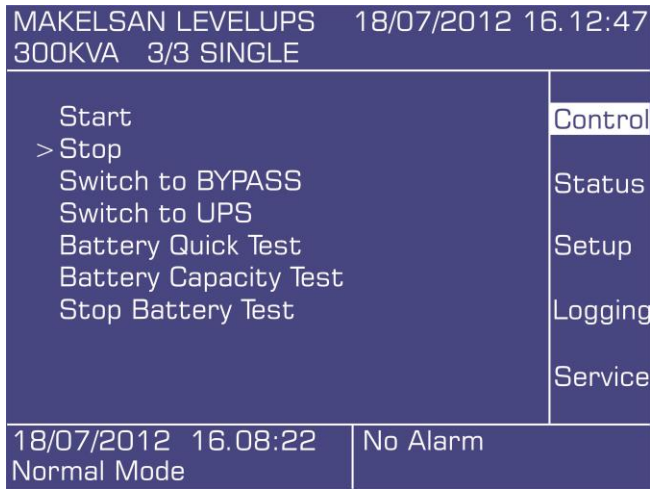 MAKELSAN LEVELUPS 18/07/2012 16.12:47
300KVA 3/3 SINGLE
Start
> Stop
Switch to BYPASS
Switch to UPS
Battery Quick Test
Battery Capacity Test
Stop Battery Test
Control
Status
Setup
Logging
Service
18/07/2012 16.08:22 No Alarm
Normal Mode